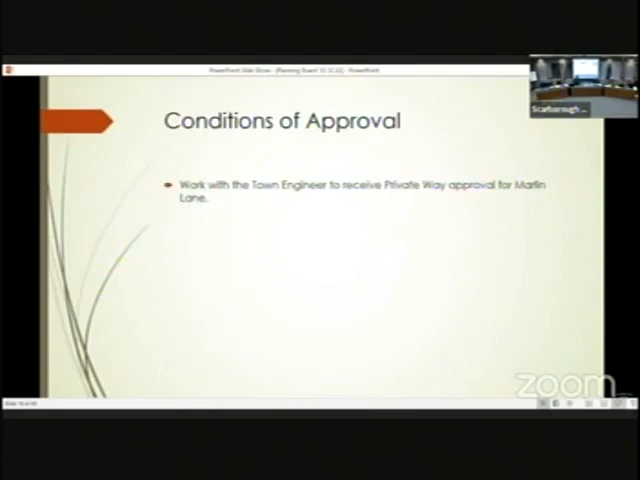 PowerPoint Slide Show - [Planning Board 12.12.22] - PowerPoint
Scarborough ...
Conditions of Approval
Work with the Town Engineer to receive Private Way approval for Martin
Lane.
zoom